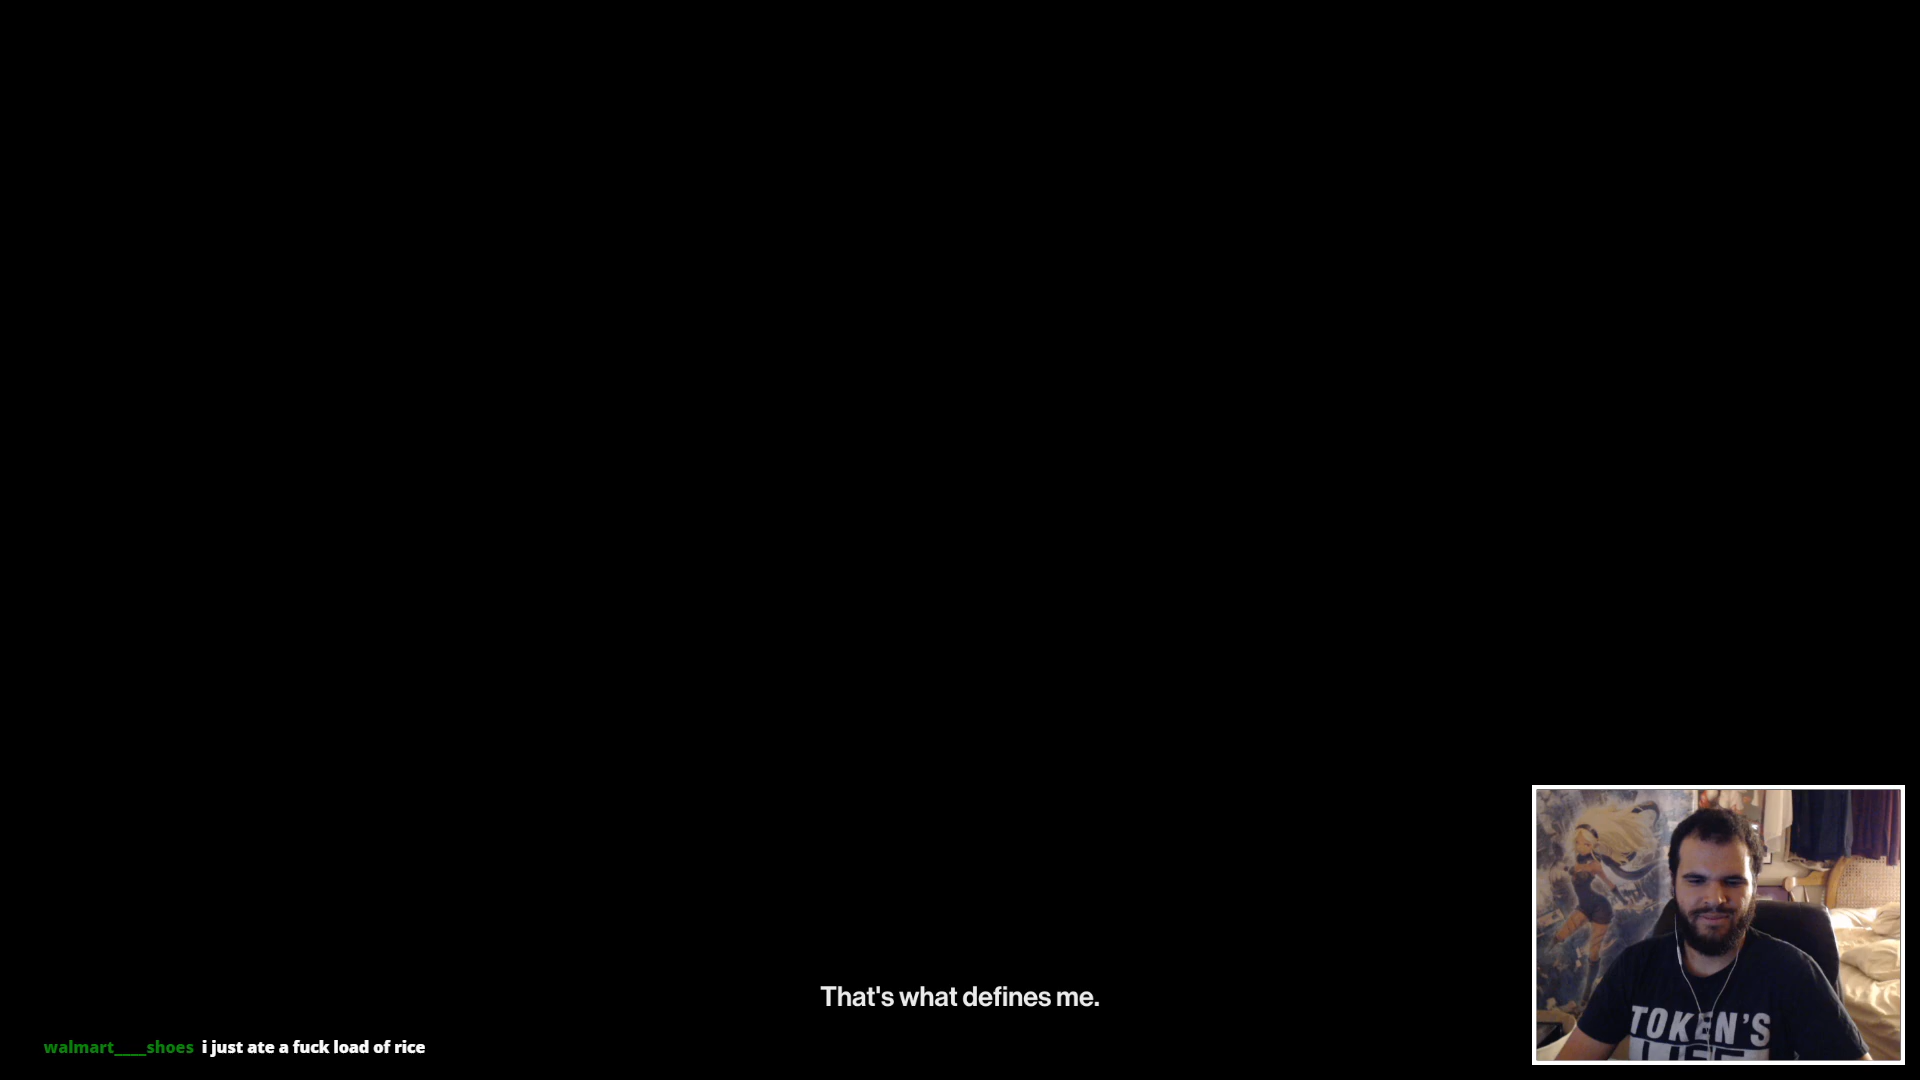 That's what defines me.
walmart____shoes i just ate a fuck load of rice
TOKEN'S